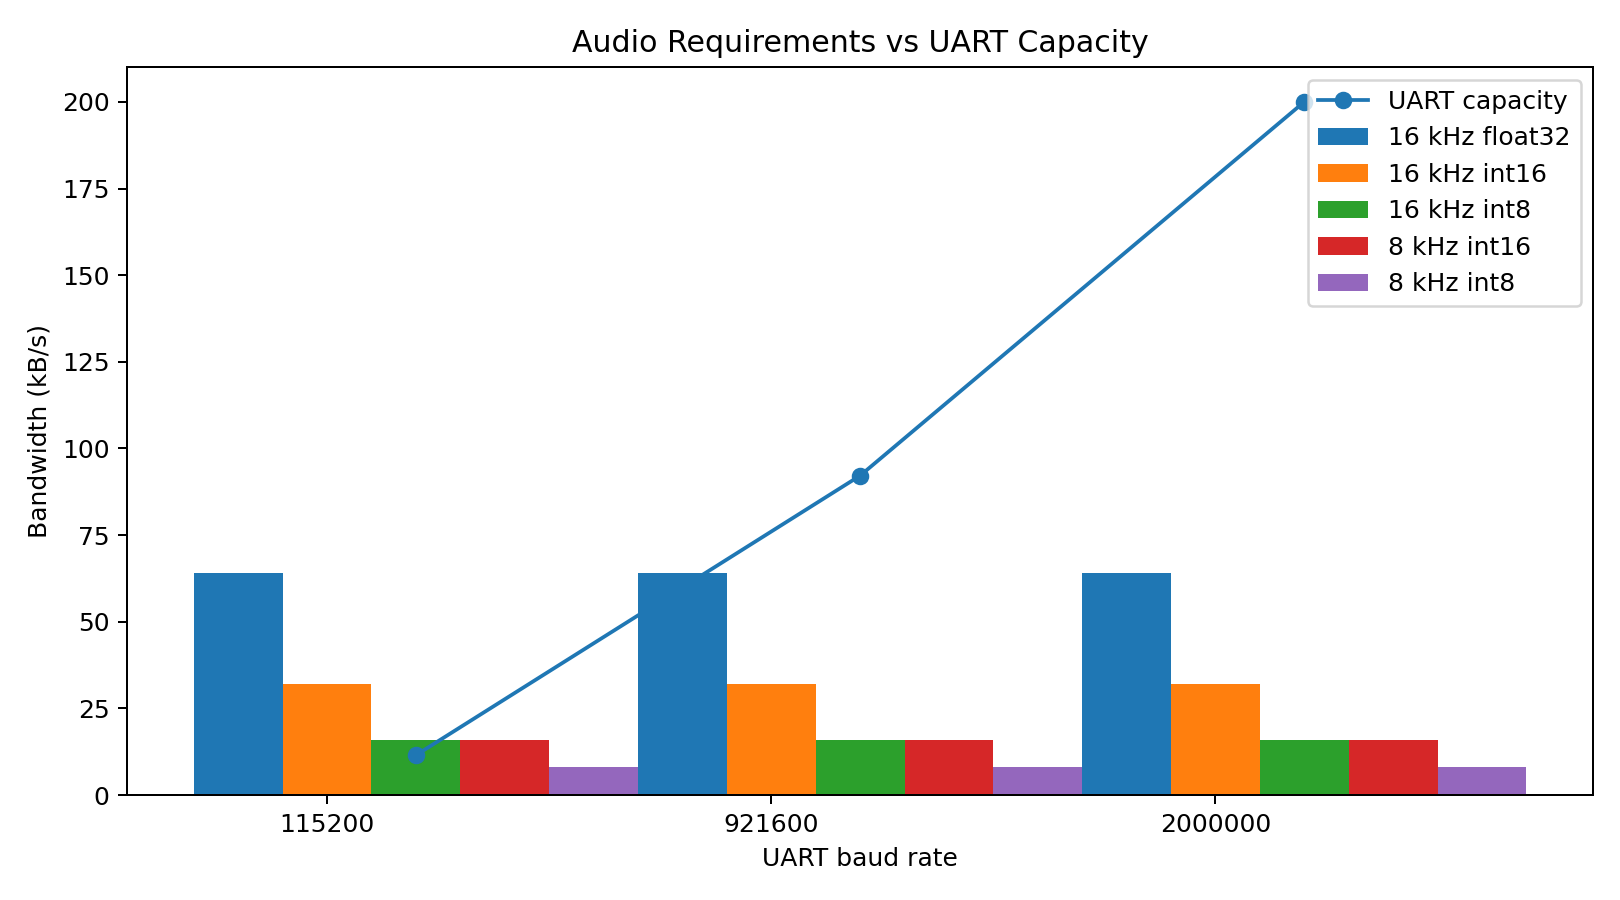 Audio Requirements vs UART Capacity
200
175
150
125
100
75
50
25
0
Bandwidth (kB/s)
UART capacity
16 kHz float32
16 kHz int16
16 kHz int8
8 kHz int16
8 kHz int8
115200
921600
2000000
UART baud rate